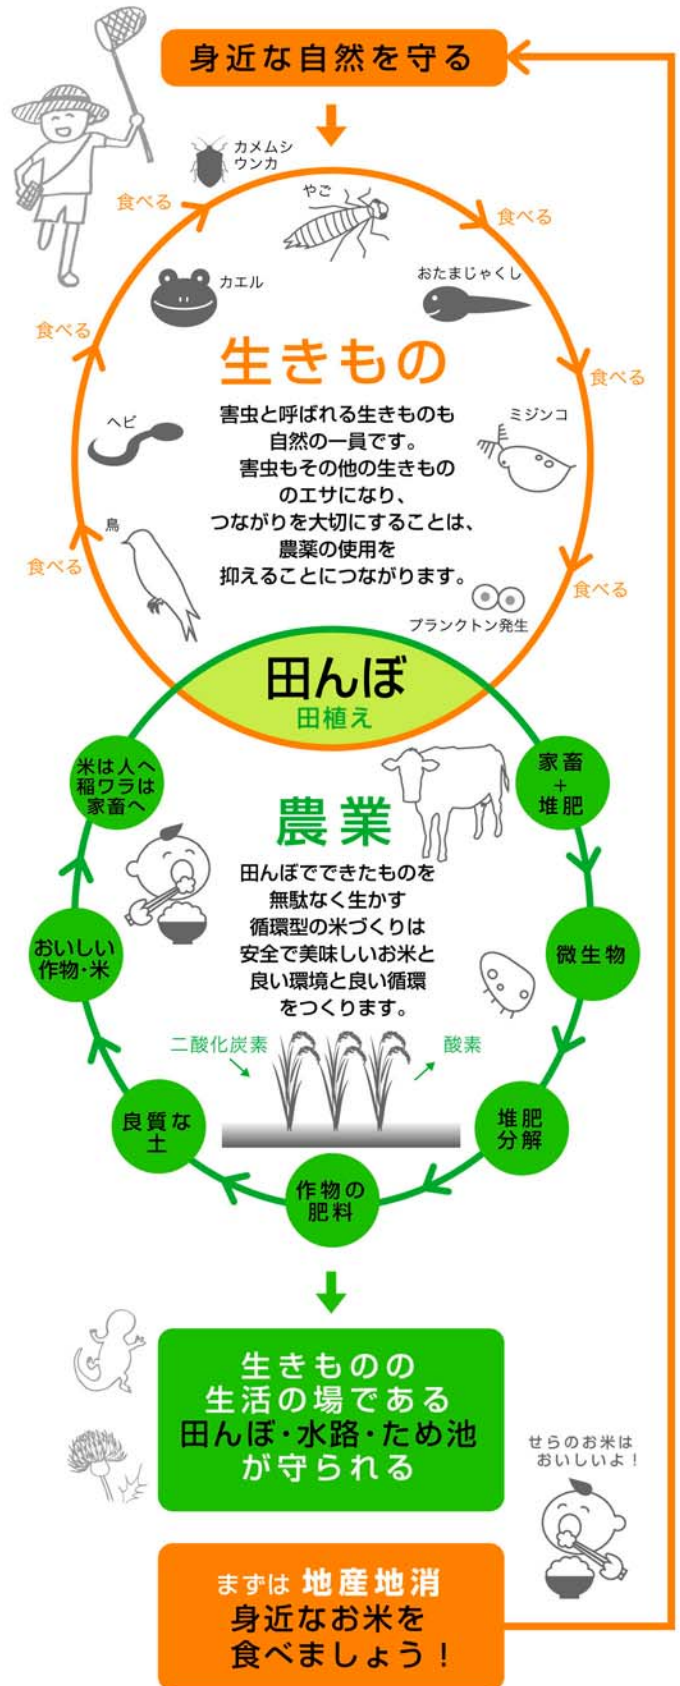 身近な自然を守る
カメムシ
ウンカ
やご
食べる
食べる
カエル
おたまじゃくし
食べる
食べる
生きもの
ヘビ
ミジンコ
害虫と呼ばれる生きものも
自然の一員です。
害虫もその他の生きもの
のエサになり、
つながりを大切にすることは、
農薬の使用を
抑えることにつながります。
鳥
食べる
食べる
プランクトン発生
田んぼ
田植え
米は人へ
稲ワラは
家畜へ
家畜
+
堆肥
農業
田んぼでできたものを
無駄なく生かす
循環型の米づくりは
安全で美味しいお米と
良い環境と良い循環
をつくります。
おいしい
作物・米
微生物
二酸化炭素
酸素
良質な
土
堆肥
分解
作物の
肥料
生きものの
生活の場である
田んぼ・水路・ため池
が守られる
せらのお米は
おいしいよ！
まずは 地産地消
身近なお米を
食べましょう！